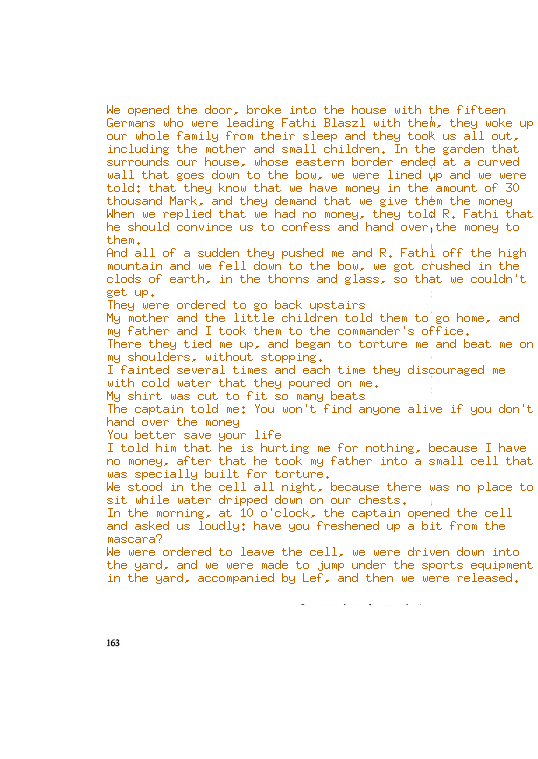 We opened the door, broke into the house with the fifteen
Germans who were leading Fathi Blaszl with them, they woke up
our whole family from their sleep and they took us all out,
including the mother and small children. In the garden that
surrounds our house, whose eastern border ended at a curved
wall that goes down to the bow, we were lined up and we were
told: that they know that we have money in the amount of 30
thousand Mark, and they demand that we give them the money
When we replied that we had no money, they told R. Fathi that
he should convince us to confess and hand over the money to
them.
And all of a sudden they pushed me and R. Fathi off the high
mountain and we fell down to the bow, we got crushed in the
clods of earth, in the thorns and glass, so that we couldn't
get up.
They were ordered to go back upstairs
My mother and the little children told them to go home, and
my father and I took them to the commander's office.
There they tied me up, and began to torture me and beat me on
my shoulders, without stopping.
I fainted several times and each time they discouraged me
with cold water that they poured on me.
My shirt was cut to fit so many beats
The captain told me: You won't find anyone alive if you don't
hand over the money
You better save your life
I told him that he is hurting me for nothing, because I have
no money, after that he took my father into a small cell that
was specially built for torture.
We stood in the cell all night, because there was no place to
sit while water dripped down on our chests.
In the morning, at 10 o'clock, the captain opened the cell
and asked us loudly: have you freshened up a bit from the
mascara?
We were ordered to leave the cell, we were driven down into
the yard, and we were made to jump under the sports equipment
in the yard, accompanied by Lef, and then we were released.
163